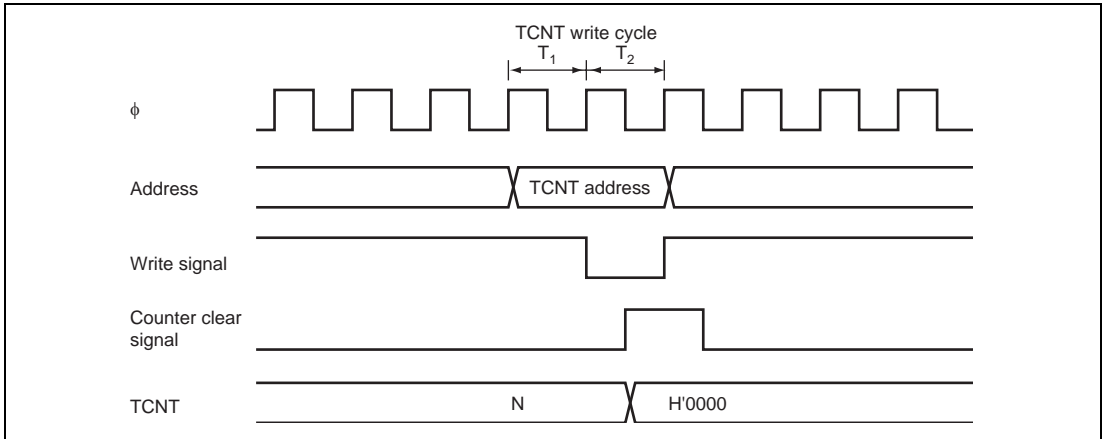 TCNT write cycle
T1 T2
ϕ
Address
TCNT address
Write signal
Counter clear
signal
TCNT
N
H'0000